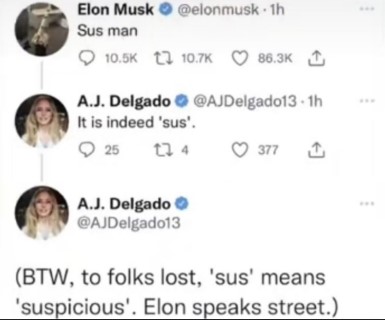 Elon Musk @elonmusk · 1h
Sus man
10.5K 10.7K 86.3K
A.J. Delgado @AJDelgado13 · 1h
It is indeed 'sus'.
25 4 377
A.J. Delgado
@AJDelgado13
(BTW, to folks lost, 'sus' means
'suspicious'. Elon speaks street.)